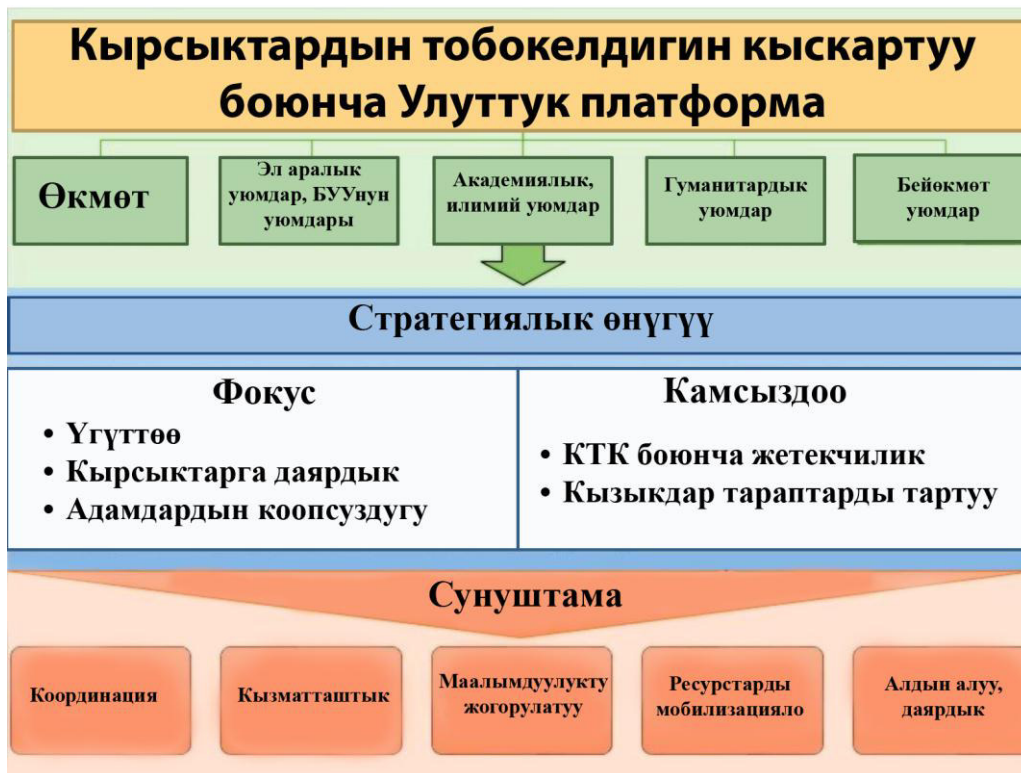 Кырсыктардын тобокелдигин кыскартуу
боюнча Улуттук платформа
Өкмөт
Эл аралык
уюмдар, БУУнун
уюмдары
Академиялык,
илимий уюмдар
Гуманитардык
уюмдар
Бейөкмөт
уюмдар
Стратегиялык өнүгүү
Фокус
• Үгүттөө
• Кырсыктарга даярдык
• Адамдардын коопсуздугу
Камсыздоо
• КТК боюнча жетекчилик
• Кызыкдар тараптарды тартуу
Сунуштама
Координация
Кызматташтык
Маалымдуулукту
жогорулатуу
Ресурстарды
мобилизацияло
Алдын алуу,
даярдык